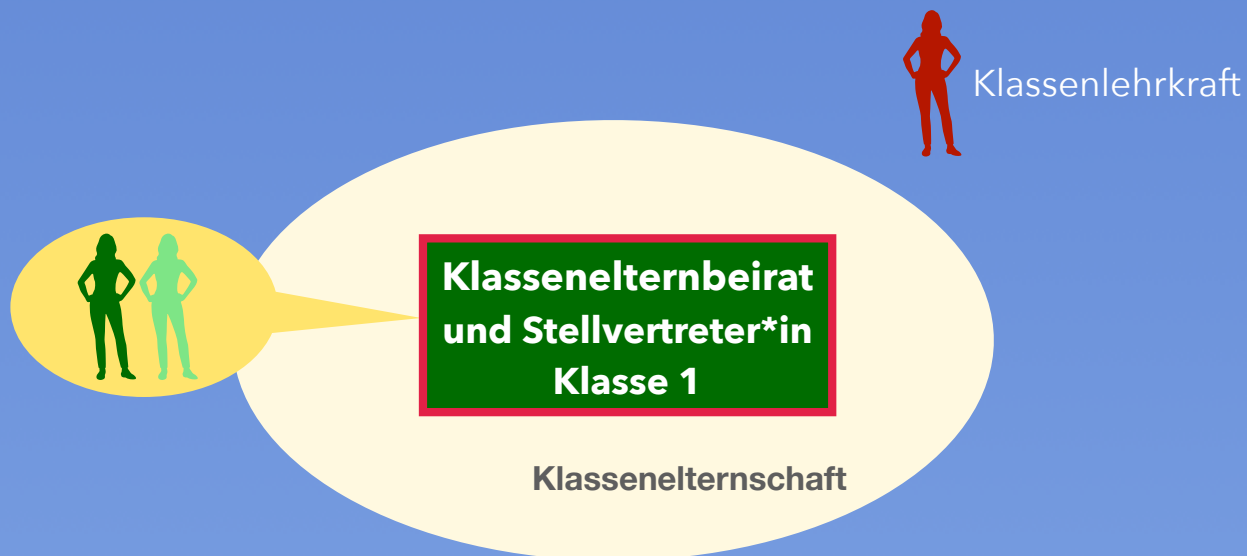 Klassenlehrkraft
Klassenelternbeirat
und Stellvertreter*in
Klasse 1
Klassenelternschaft